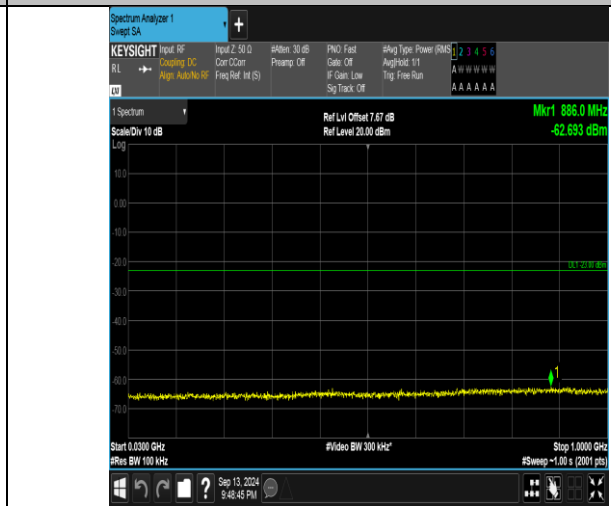 Spectrum Analyzer 1
Swept SA
+
KEYSIGHT
RL
LXI
Input: RF
Coupling: DC
Align: Auto/No RF
Input Z: 50 Ω
Corr CCorr
Freq Ref: Int (S)
#Atten: 30 dB
Preamp: Off
PNO: Fast
Gate: Off
IF Gain: Low
Sig Track: Off
#Avg Type: Power (RMS
Avg|Hold: 1/1
Trig: Free Run
1 2 3 4 5 6
A W W W W W
A A A A A A
1 Spectrum
Scale/Div 10 dB
Ref Lvl Offset 7.67 dB
Ref Level 20.00 dBm
Mkr1 886.0 MHz
-62.693 dBm
Log
10.0
0.00
-10.0
-20.0
DL1 -23.00 dBm
-30.0
-40.0
-50.0
-60.0
1
-70.0
Start 0.0300 GHz
#Res BW 100 kHz
#Video BW 300 kHz*
Stop 1.0000 GHz
#Sweep ~1.00 s (2001 pts)
?
Sep 13, 2024
9:48:45 PM